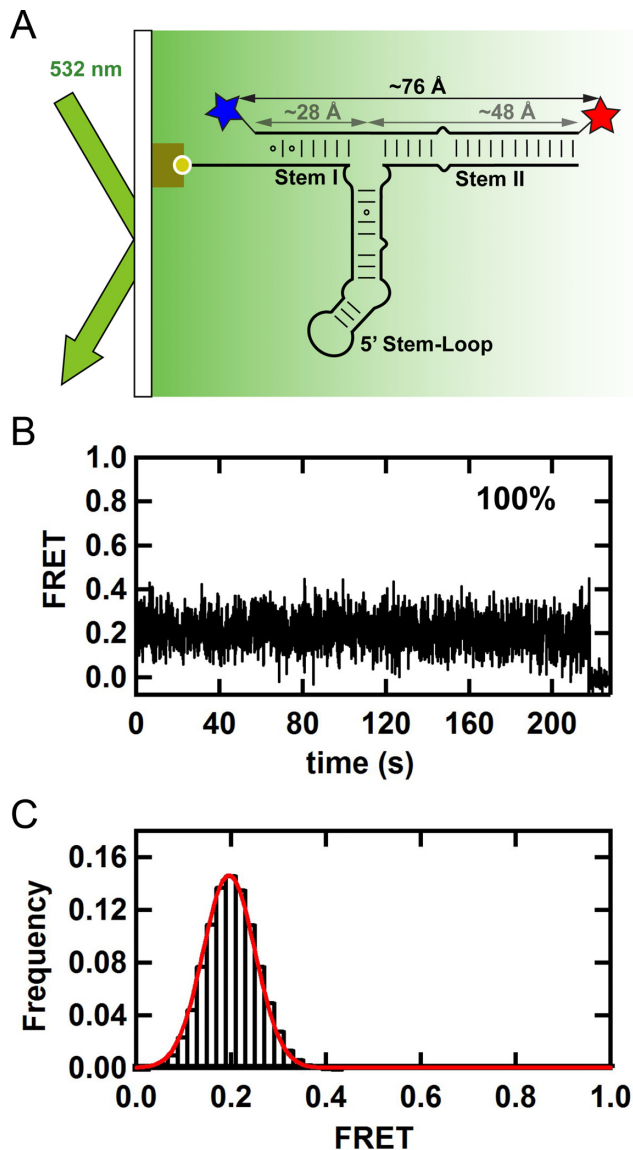 A
532 nm
~76 Å
~28 Å
~48 Å
Stem I
Stem II
5' Stem-Loop
B
1.0
100%
0.8
FRET
0.6
0.4
0.2
0.0
0 40 80 120 160 200
time (s)
C
0.16
Frequency
0.12
0.08
0.04
0.00
0.0 0.2 0.4 0.6 0.8 1.0
FRET